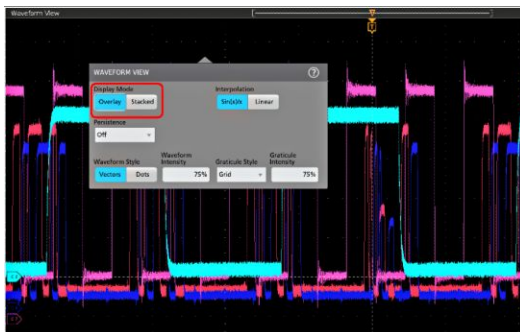 Waveform View
WAVEFORM VIEW
Display Mode
Interpolation
Overlay Stacked
Sin(x)/x Linear
Persistence
Off
Waveform Style
Waveform Intensity
Graticule Style
Graticule Intensity
Vectors Dots
75%
Grid
75%